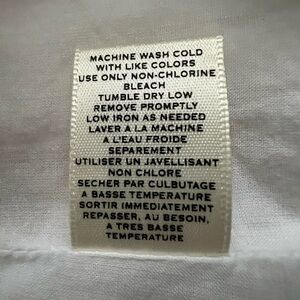 MACHINE WASH COLD
WITH LIKE COLORS
USE ONLY NON-CHLORINE
BLEACH
TUMBLE DRY LOW
REMOVE PROMPTLY
LOW IRON AS NEEDED
LAVER A LA MACHINE
A L'EAU FROIDE
SEPAREMENT
UTILISER UN JAVELLISANT
NON CHLORE
SECHER PAR CULBUTAGE
A BASSE TEMPERATURE
SORTIR IMMEDIATEMENT
REPASSER, AU BESOIN,
A TRES BASSE
TEMPERATURE